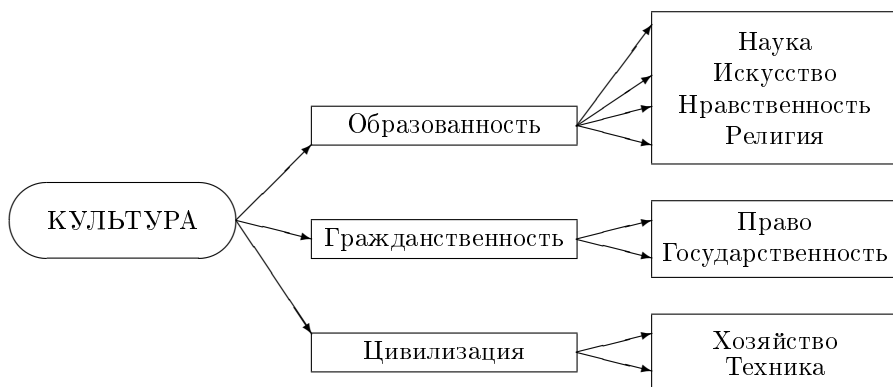 КУЛЬТУРА
Образованность
Наука
Искусство
Нравственность
Религия
Гражданственность
Право
Государственность
Цивилизация
Хозяйство
Техника